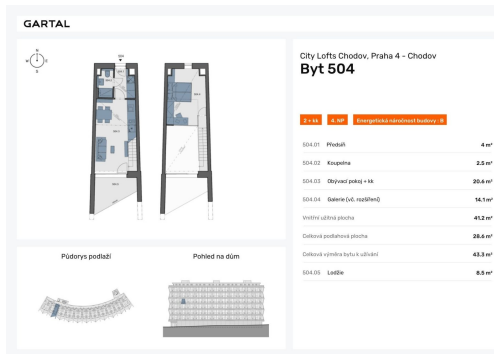 GARTAL
City Lofts Chodov, Praha 4 - Chodov
Byt 504
N
W E
S
2 + kk 4. NP Energetická náročnost budovy : B
504.01 Předsíň 4 m²
504.02 Koupelna 2.5 m²
504.03 Obývací pokoj + kk 20.6 m²
504.04 Galerie (vč. rozšíření) 14.1 m²
Vnitřní užitná plocha 41.2 m²
Celková podlahová plocha 28.6 m²
Celková výměra bytu k užívání 43.3 m²
504.05 Lodžie 8.5 m²
Půdorys podlaží Pohled na dům